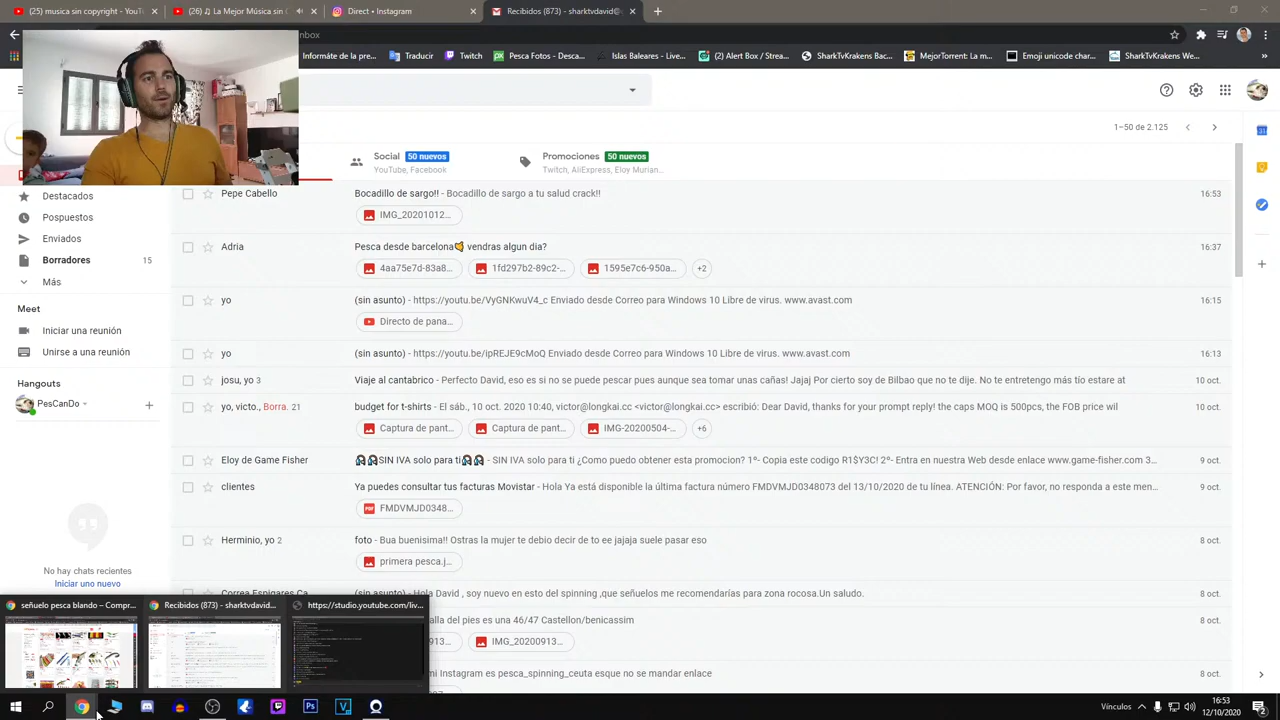 (25) musica sin copyright - YouTu
(26) La Música Sin C
Direct • Instagram
Recibidos (873) - sharktvdavid@
nbox
Informáte de pre...
Traducir
Twitch
Pesca Fotos - Desca...
Islas Baleares - Live...
(2) Alert Box / Strea...
SharkTvKrakens Bac...
MejorTorrent: La m...
Emoji unicode char...
SharkTvKrakens We...
1–50 de 2.125
Social 50 nuevos
YouTube, Facebook
Promociones 50 nuevos
Twitch, AliExpress, Eloy Murian...
Destacados
Pospuestos
Enviados
Borradores 15
Más
Meet
Iniciar una reunión
Unirse a una reunión
Hangouts
PesCanDo
No hay chats recientes
Iniciar uno nuevo
Pepe Cabello Bocadillo de sargo!! - Bocadillo de sargo a tu salud crack!! 16:53
IMG_20201012...
Adria Pesca desde barcelona vendras algun dia? 16:37
4aa75e7d-83a8... 1fd297b2-89c2-... 1595e7c6-950a... +2
yo (sin asunto) - https://youtu.be/VyGNKwuV4_c Enviado desde Correo para Windows 10 Libre de virus. www.avast.com 16:15
Directo de pana...
yo (sin asunto) - https://youtu.be/ipREJE9cMoQ Enviado desde Correo para Windows 10 Libre de virus. www.avast.com 16:13
josu, yo 3 Viaje al cantabrico - Perfecto David, eso es si no se puede pescar pues aunque sea tomar unas cañas! Jajaj Por cierto soy de Bilbao que no te dije. No te entretengo más tío estare at 10 oct.
yo, victo., Borra. 21 budget for t-shirts - El sáb., 10 oct. 2020 10:40, victor@longkai.cc <victor@longkai.cc> escribió: Dear David, thanks for your prompt reply! the caps MOQ is 500pcs, the FOB price wil 10 oct.
Captura de pant... Captura de pant... IMG-20200504-... +6
Eloy de Game Fisher SIN IVA solo para ti - SIN IVA solo para ti ¿Como puedo obtener esta promocion? 1º- Copia este codigo R1$Y3C! 2º- Entra en nuestra Web desde enlace www.game-fisher.com 3... 9 oct.
clientes Ya puedes consultar tus facturas Movistar - Hola Ya está disponible la última factura número FMDVMJD0348073 del 13/10/2020 de tu línea. ATENCIÓN: Por favor, no responda a este men... 9 oct.
PDF FMDVMJD0348...
Herminio, yo 2 foto - Bua buenisima!! Ostras la mujer te debio decir de to ee jajaja suele pasar eso 8 oct.
primera pesca.j...
Correa Espigares Ca. (sin asunto) - Hola David , soy nuevo en esto del spinning ,que señuelos me recomendarías para zona rocosa.Un saludo. 8 oct.
8 oct.
8 oct.
señuelo pesca blando – Compr...
Recibidos (873) - sharktvdavid...
https://studio.youtube.com/liv...
Vínculos
16:53
12/10/2020
2